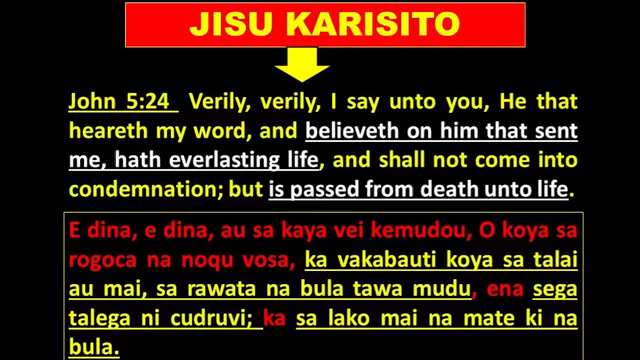 JISU KARISITO
John 5:24 Verily, verily, I say unto you, He that
heareth my word, and believeth on him that sent
me, hath everlasting life, and shall not come into
condemnation; but is passed from death unto life.
E dina, e dina, au sa kaya vei kemudou, O koya sa
rogoca na noqu vosa, ka vakabauti koya sa talai
au mai, sa rawata na bula tawa mudu, ena sega
talega ni cudruvi; ka sa lako mai na mate ki na
bula.